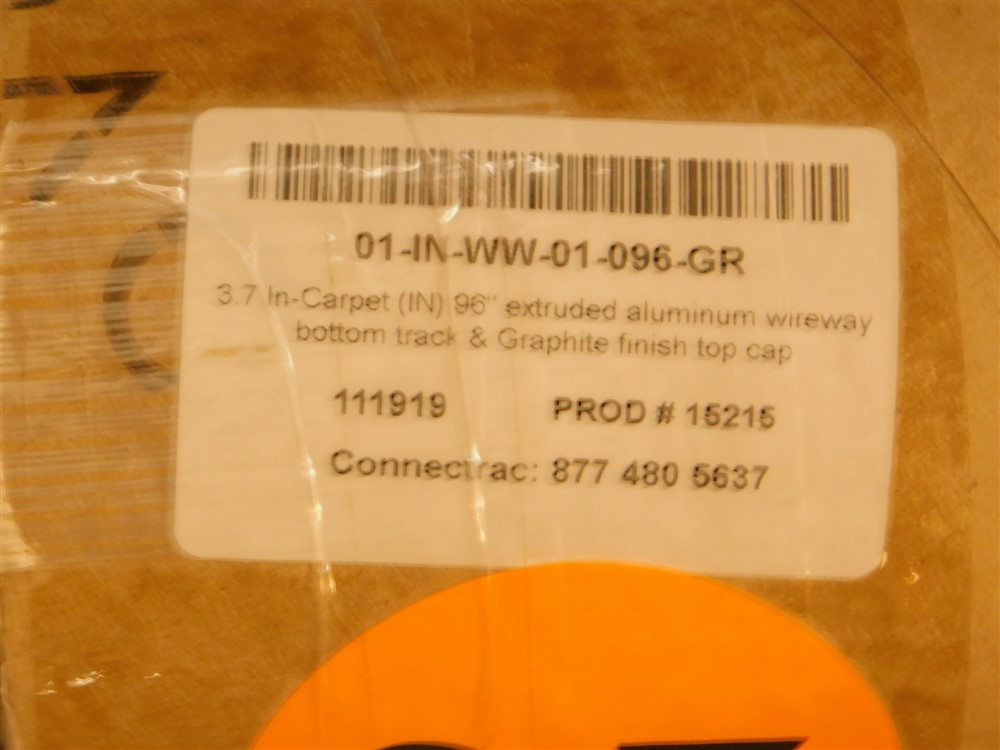 01-IN-WW-01-096-GR
3.7 In-Carpet (IN) 96" extruded aluminum wireway
bottom track & Graphite finish top cap
111919 PROD # 15215
Connectrac: 877 480 5637